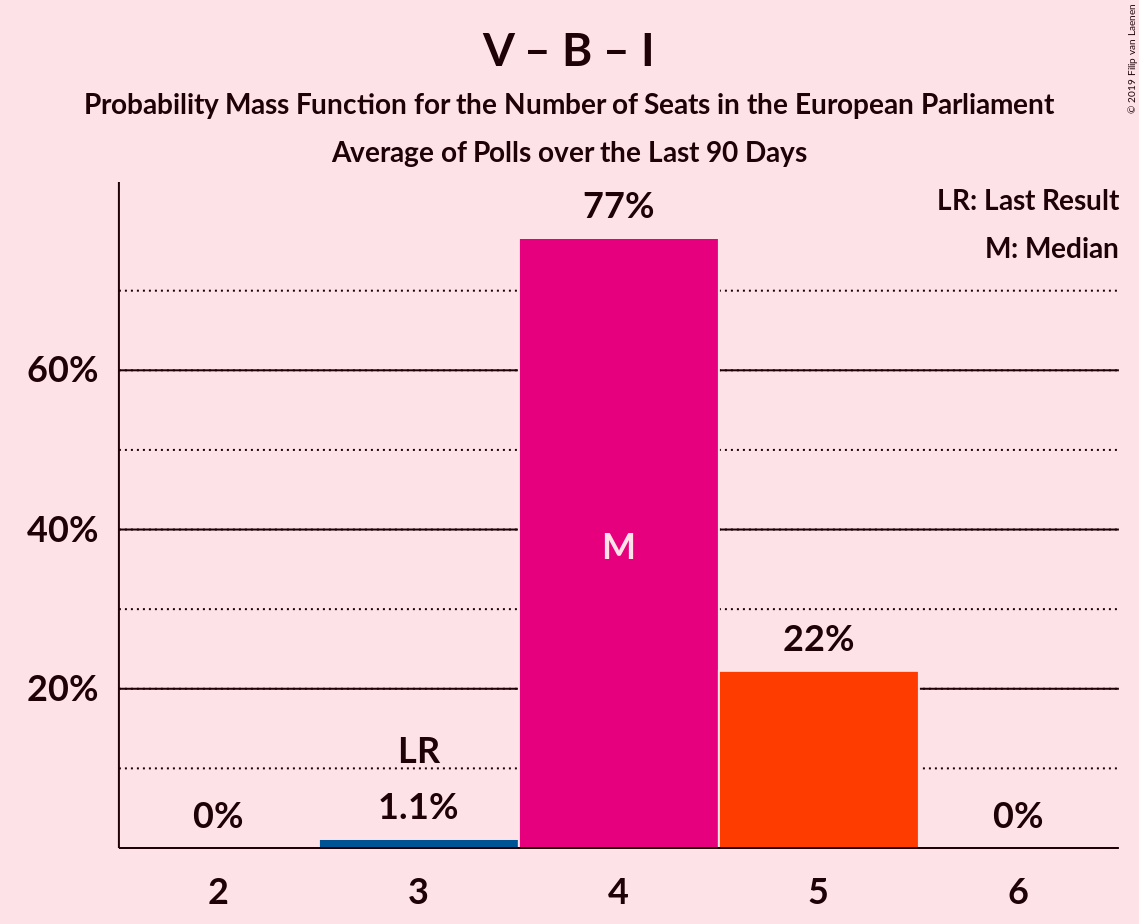 V – B – I
Probability Mass Function for the Number of Seats in the European Parliament
Average of Polls over the Last 90 Days
© 2019 Filip van Laenen
LR: Last Result
M: Median
77%
60%
M
40%
22%
20%
LR
1.1%
0%
0%
2 3 4 5 6